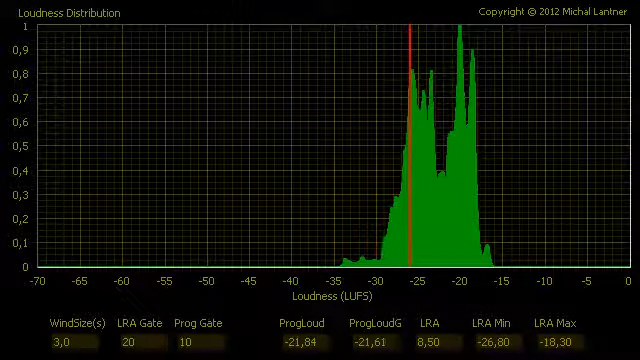 Loudness Distribution
Copyright © 2012 Michal Lantner
1
0,9
0,8
0,7
0,6
0,5
0,4
0,3
0,2
0,1
0
-70 -65 -60 -55 -50 -45 -40 -35 -30 -25 -20 -15 -10 -5 0
Loudness (LUFS)
WindSize(s) LRA Gate Prog Gate ProgLoud ProgLoudG LRA LRA Min LRA Max
3,0 20 10 -21,84 -21,61 8,50 -26,80 -18,30